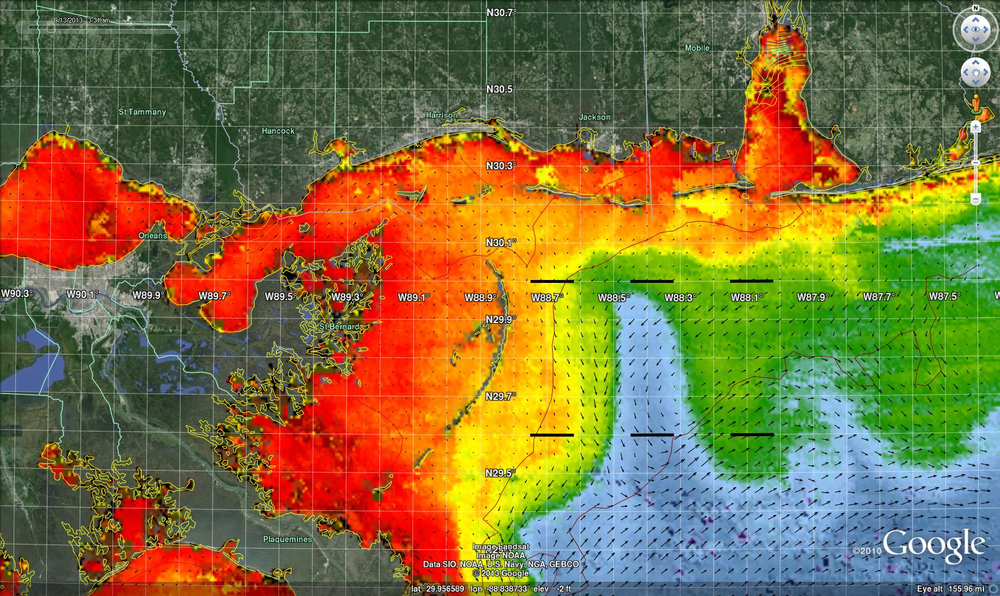 N30.7°
N
9/13/2013 3:31 am
Mobile
N30.5°
St Tammany
Harrison
Jackson
Hancock
N30.3°
Orleans
N30.1°
W90.3° W90.1° W89.9° W89.7° W89.5° W89.3° W89.1° W88.9° W88.7° W88.5° W88.3° W88.1° W87.9° W87.7° W87.5° W
N29.9°
St Bernard
N29.7°
N29.5°
Plaquemines
Image Landsat
Image NOAA
Data SIO, NOAA, U.S. Navy, NGA, GEBCO
© 2013 Google
©2010 Google™
lat 29.956589° lon -88.838733° elev -2 ft
Eye alt 155.96 mi